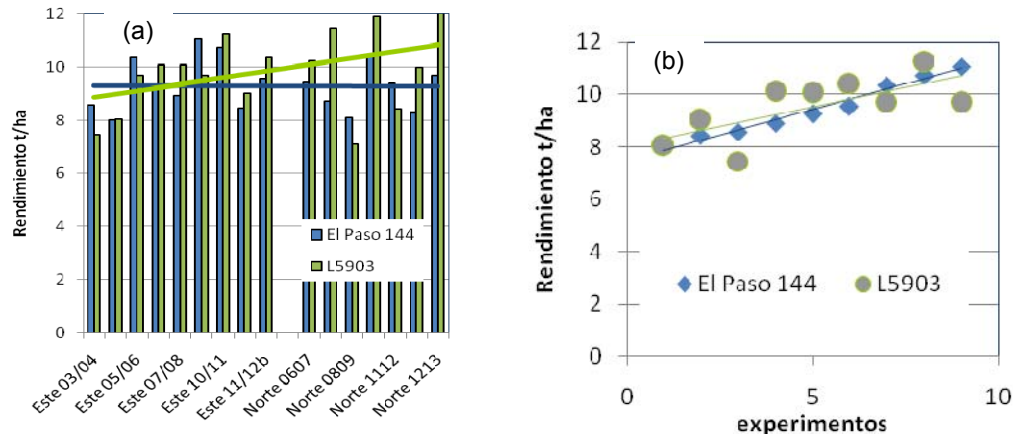 (a)
Rendimiento t/ha
12
10
8
6
4
2
0
El Paso 144
L5903
Este 03/04
Este 05/06
Este 07/08
Este 10/11
Este 11/12b
Norte 0607
Norte 0809
Norte 1112
Norte 1213
(b)
Rendimiento t/ha
12
10
8
6
4
2
0
El Paso 144
L5903
0
5
10
experimentos